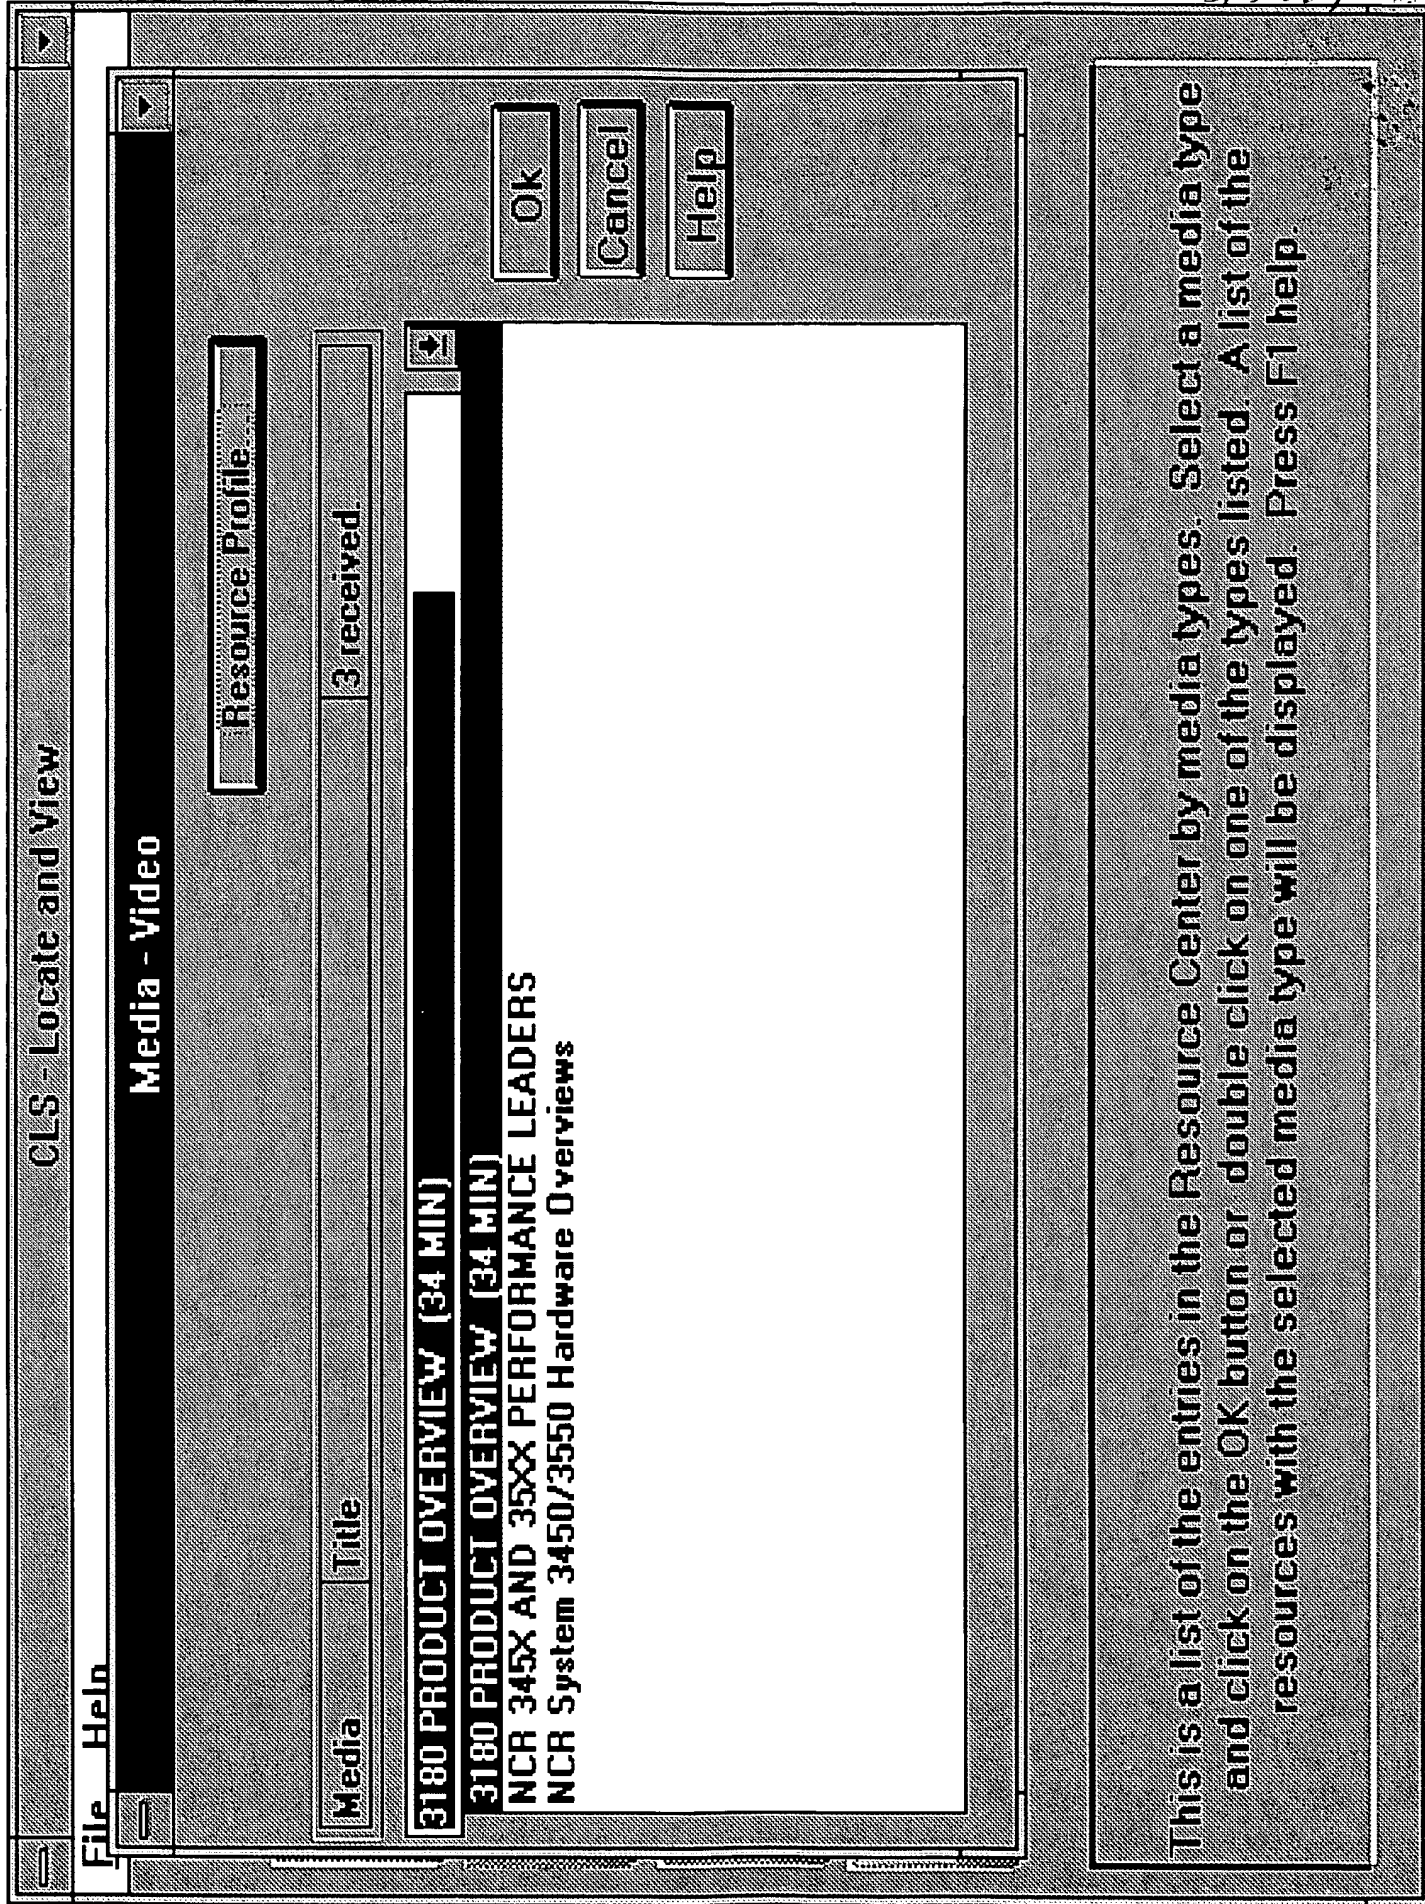 CLS - Locate and View
File Help
Media - Video
Resource Profile...
Media Title 3 received.
3180 PRODUCT OVERVIEW (34 MIN)
3180 PRODUCT OVERVIEW (34 MIN)
NCR 345X AND 35XX PERFORMANCE LEADERS
NCR System 3450/3550 Hardware Overviews
Ok
Cancel
Help
This is a list of the entries in the Resource Center by media types. Select a media type
and click on the OK button or double click on one of the types listed. A list of the
resources with the selected media type will be displayed. Press F1 help.